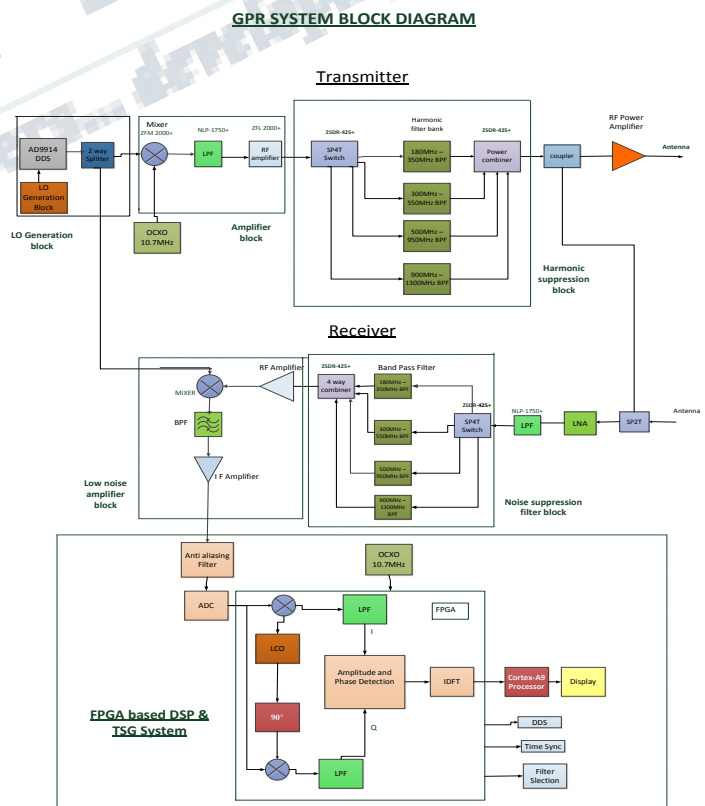 GPR SYSTEM BLOCK DIAGRAM
Transmitter
Mixer
ZFM 2000+
NLP-1750+
ZFL 2000+
ZSDR-425+
Harmonic
filter bank
ZSDR-425+
RF Power
Amplifier
AD9914
DDS
2 way
Splitter
LPF
RF
amplifier
SP4T
Switch
180MHz –
350MHz BPF
Power
combiner
coupler
Antenna
LO
Generation
Block
300MHz –
550MHz BPF
LO Generation
block
OCXO
10.7MHz
Amplifier
block
500MHz –
950MHz BPF
900MHz –
1300MHz BPF
Harmonic
suppression
block
Receiver
RF Amplifier
ZSDR-425+
Band Pass Filter
MIXER
4 way
combiner
180MHz –
350MHz BPF
ZSDR-425+
SP4T
Switch
NLP-1750+
LPF
LNA
SP2T
Antenna
BPF
300MHz –
550MHz BPF
I F Amplifier
500MHz –
950MHz BPF
Low noise
amplifier
block
900MHz –
1300MHz
BPF
Noise suppression
filter block
Anti aliasing
Filter
OCXO
10.7MHz
ADC
LPF
FPGA
I
LCO
Amplitude and
Phase Detection
IDFT
Cortex-A9
Processor
Display
90°
Q
FPGA based DSP &
TSG System
DDS
Time Sync
LPF
Filter
Slection